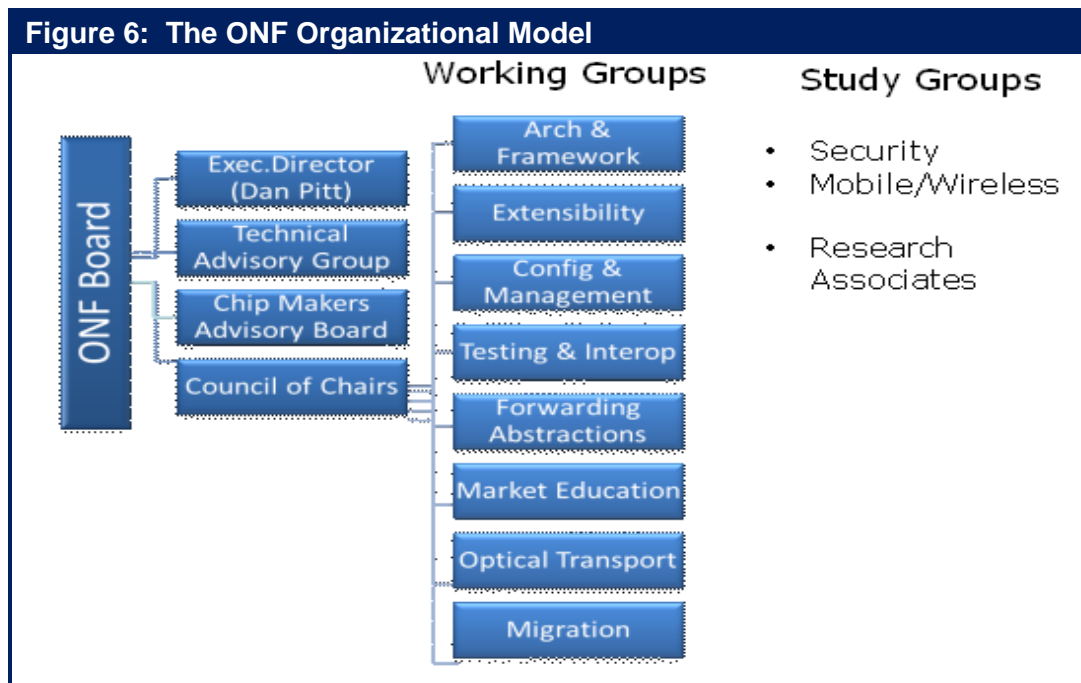 Figure 6:  The ONF Organizational Model
Working Groups
Study Groups
ONF Board
Exec.Director
(Dan Pitt)
Technical
Advisory Group
Chip Makers
Advisory Board
Council of Chairs
Arch &
Framework
Extensibility
Config &
Management
Testing & Interop
Forwarding
Abstractions
Market Education
Optical Transport
Migration
• Security
• Mobile/Wireless
• Research
Associates